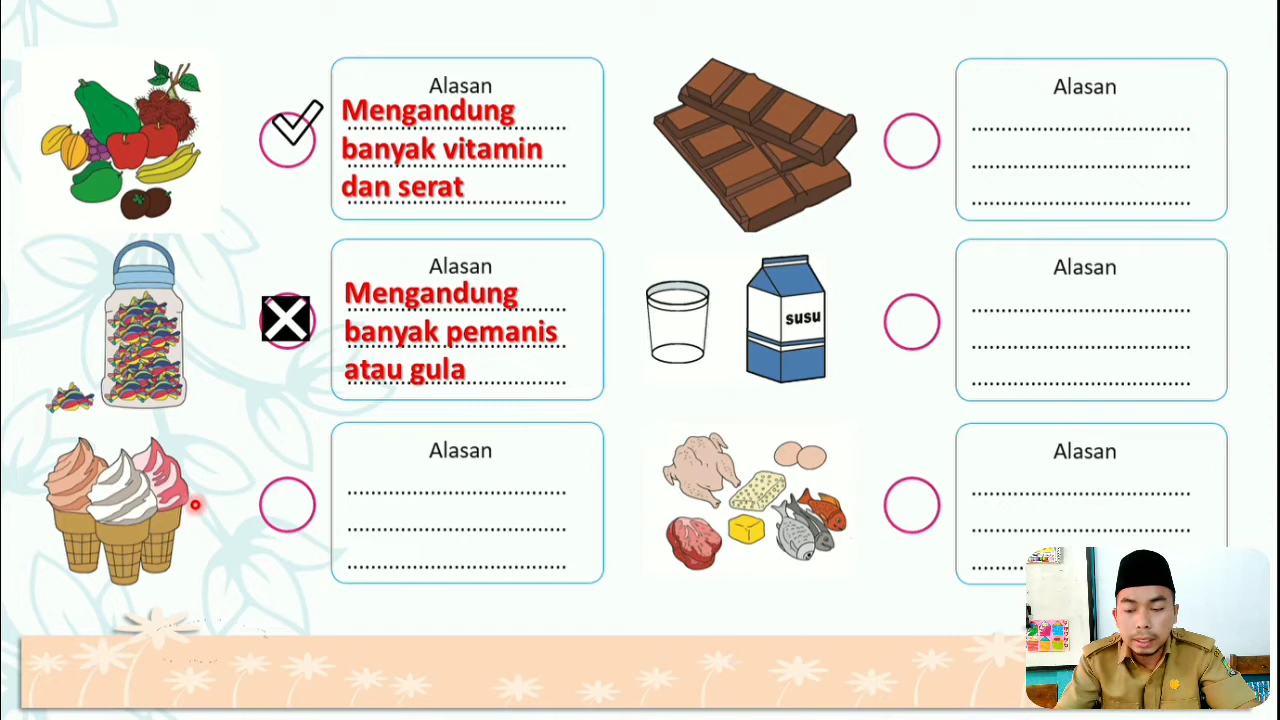 Alasan
Mengandung
banyak vitamin
dan serat
Alasan
Alasan
Mengandung
banyak pemanis
atau gula
susu
Alasan
Alasan
Alasan